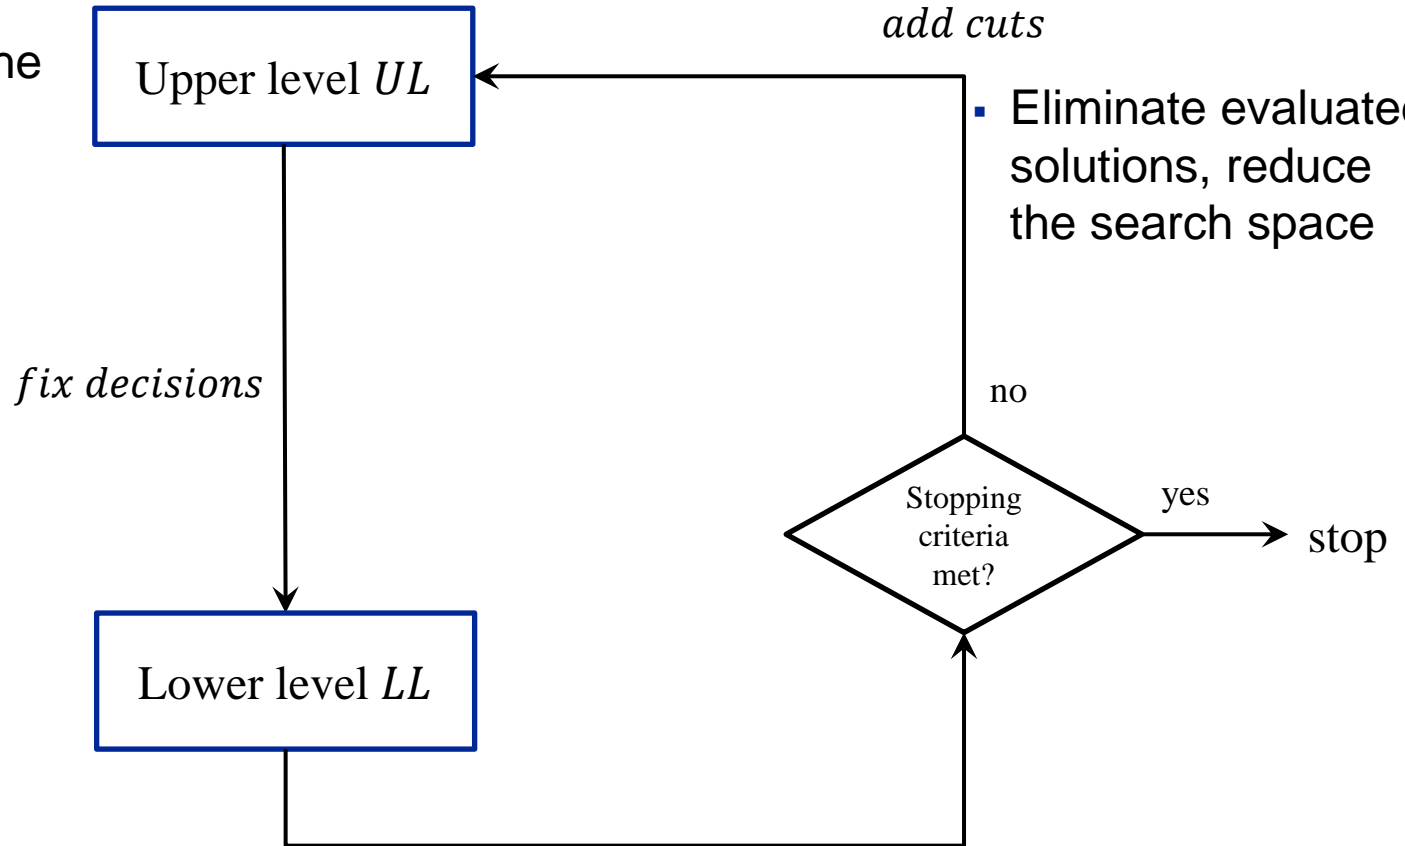 add cuts
ne
Upper level UL
Eliminate evaluated
solutions, reduce
the search space
fix decisions
no
Stopping
criteria
met?
yes
stop
Lower level LL